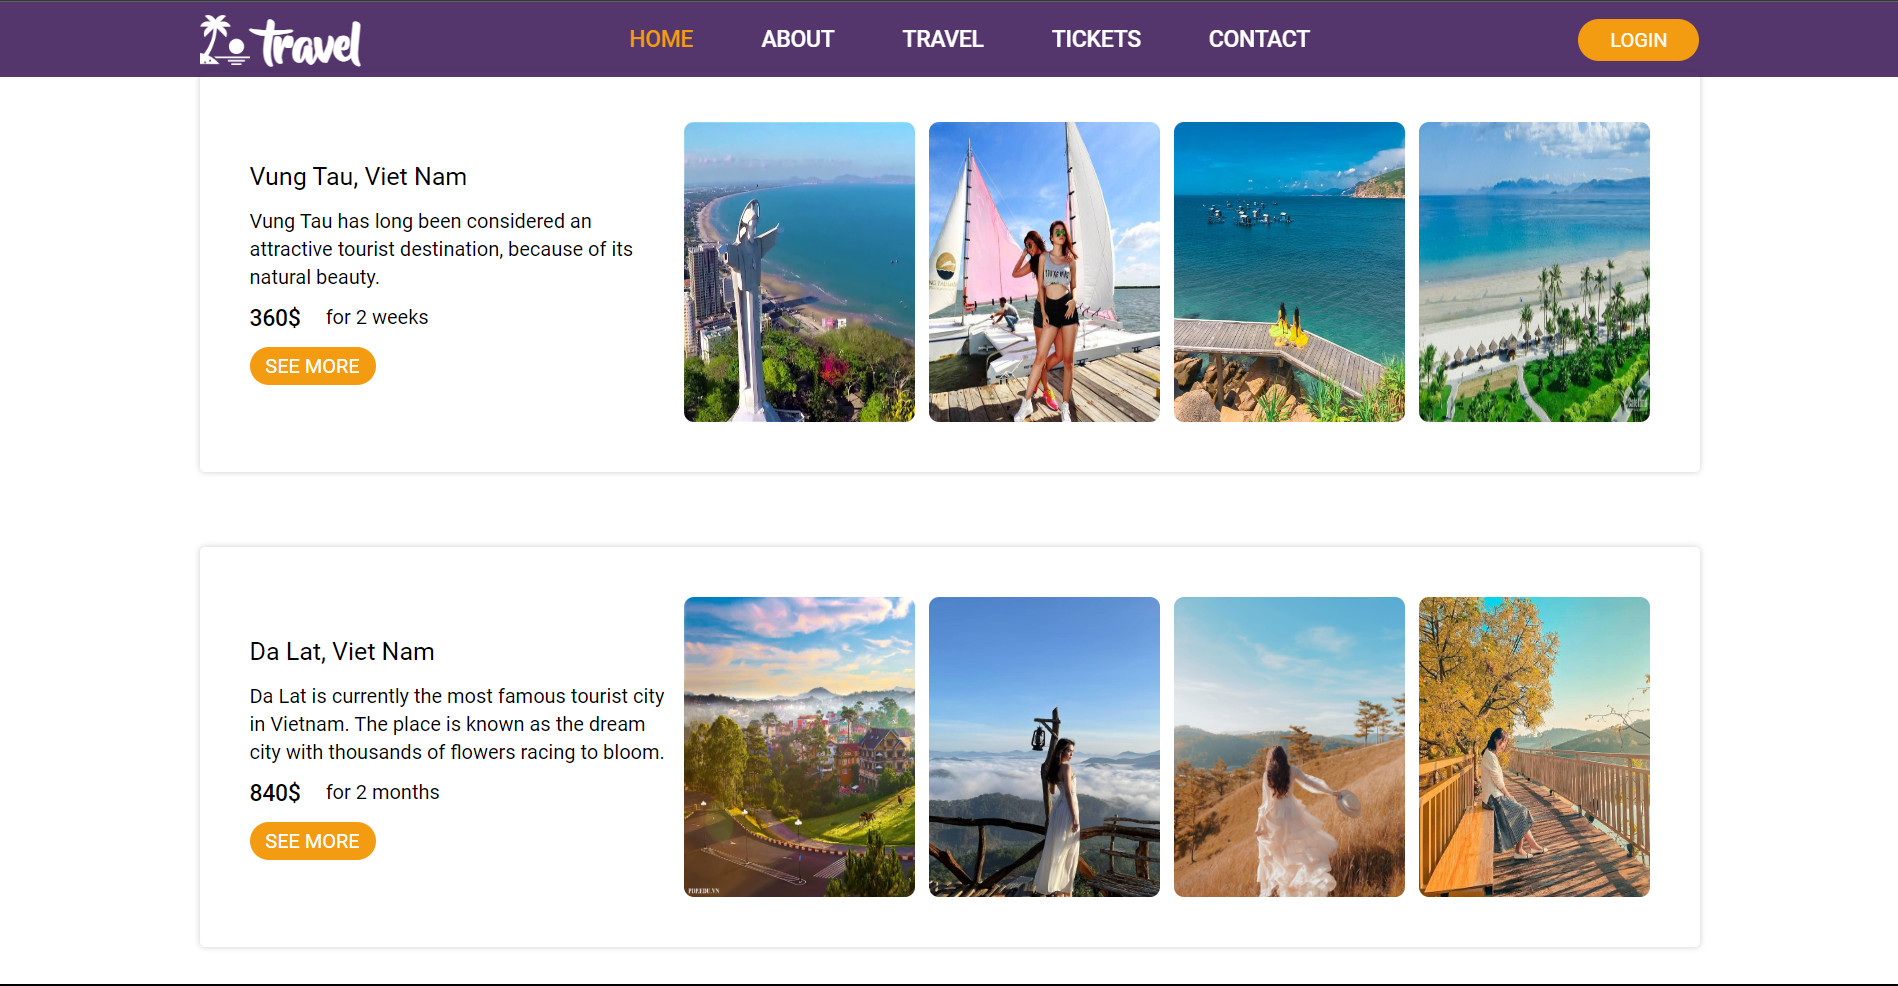 travel
HOME ABOUT TRAVEL TICKETS CONTACT LOGIN
Vung Tau, Viet Nam
Vung Tau has long been considered an
attractive tourist destination, because of its
natural beauty.
360$ for 2 weeks
SEE MORE
Da Lat, Viet Nam
Da Lat is currently the most famous tourist city
in Vietnam. The place is known as the dream
city with thousands of flowers racing to bloom.
840$ for 2 months
SEE MORE
PDP.EDU.VN